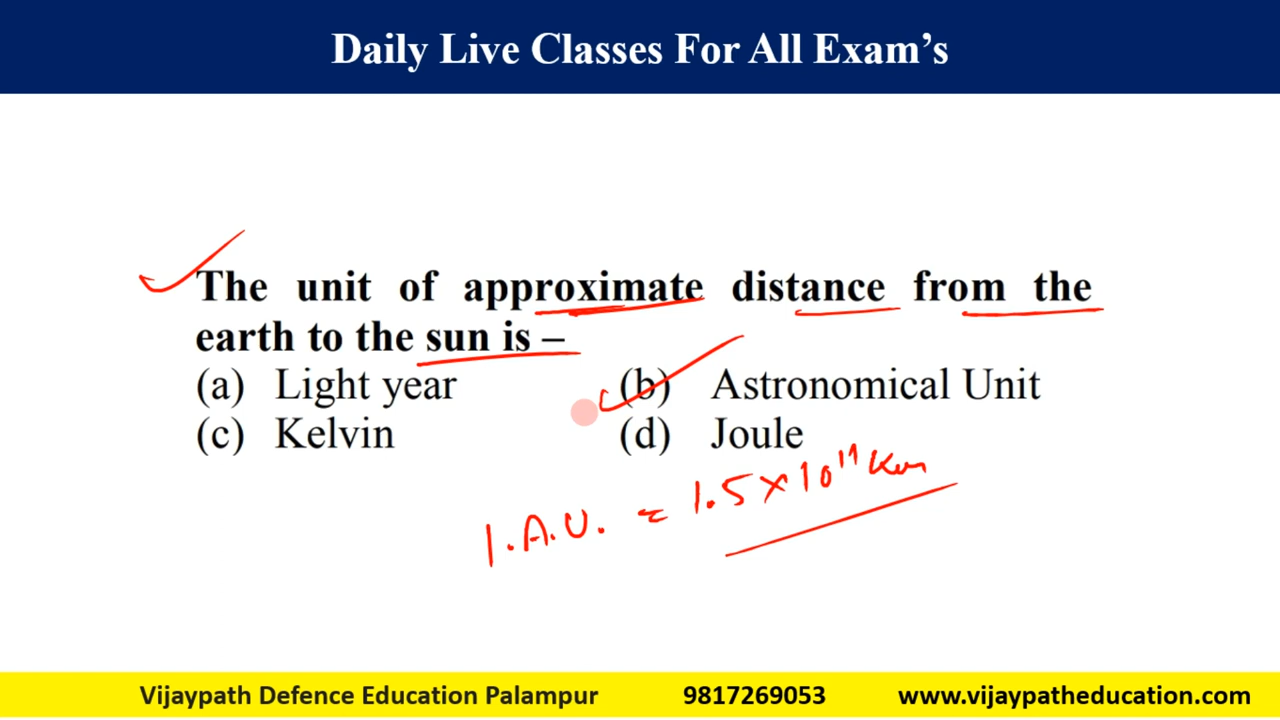 Daily Live Classes For All Exam's
The unit of approximate distance from the
earth to the sun is –
(a) Light year (b) Astronomical Unit
(c) Kelvin (d) Joule
1.A.U. = 1.5×10¹¹ Km
Vijaypath Defence Education Palampur 9817269053 www.vijaypatheducation.com